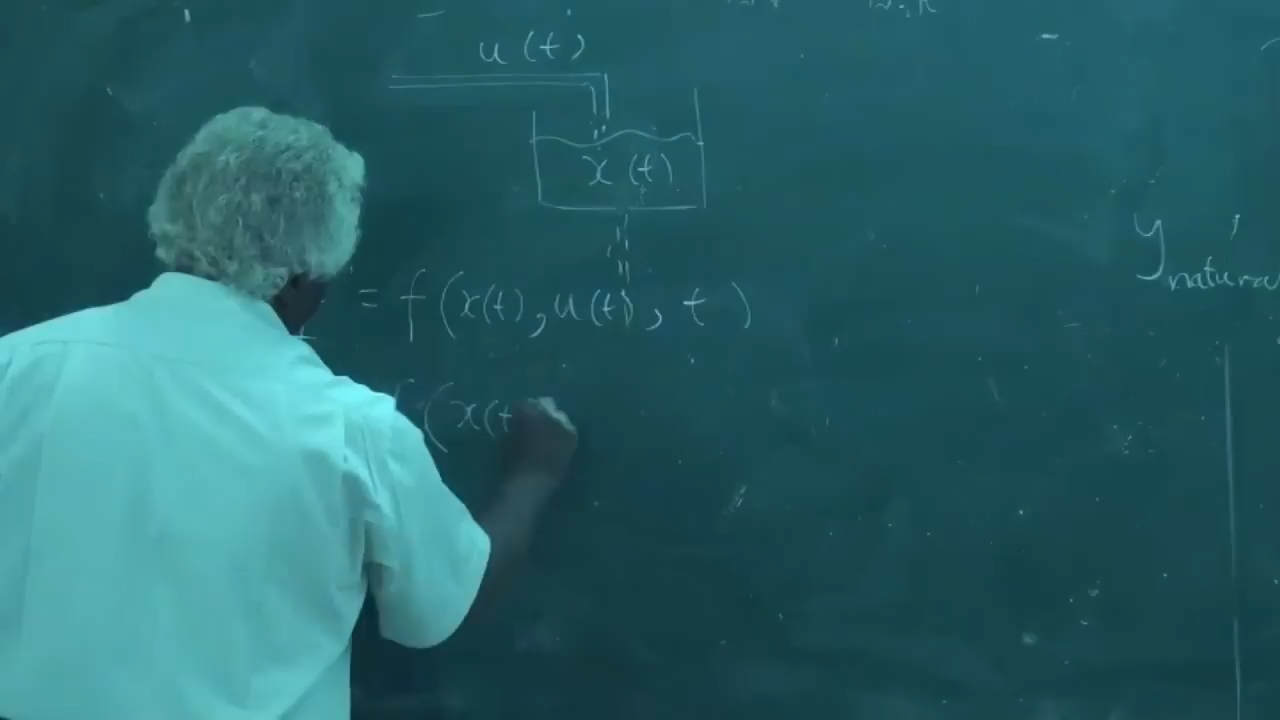 u(t)
x(t)
= f(x(t), u(t), t)
y natura
(x(t